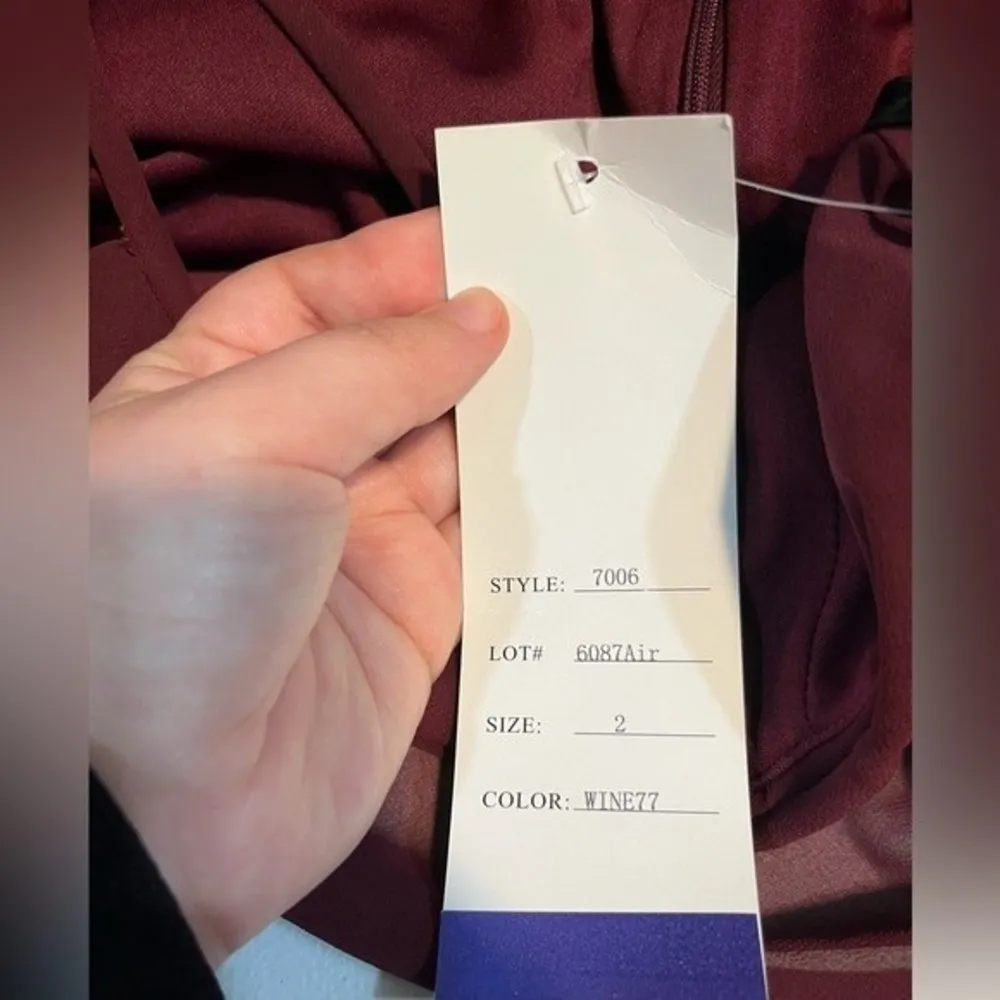 STYLE: 7006
LOT# 6087Air
SIZE: 2
COLOR: WINE77